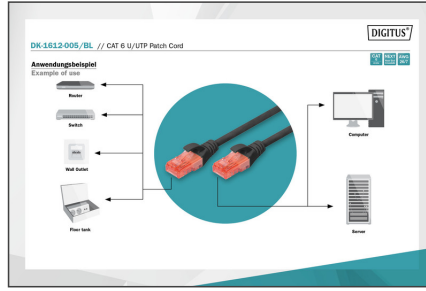 DIGITUS®
DK-1612-005/BL // CAT 6 U/UTP Patch Cord
Anwendungsbeispiel
Example of use
Router
Switch
Wall Outlet
Floor tank
Computer
Server